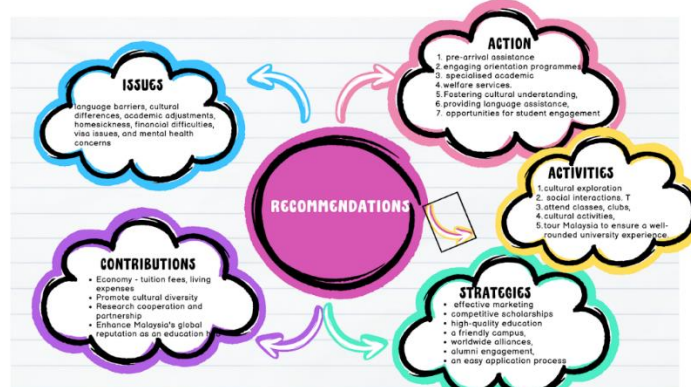 ISSUES
language barriers, cultural
differences, academic adjustments,
homesickness, financial difficulties,
visa issues, and mental health
concerns
ACTION
1. pre-arrival assistance
2.engaging orientation programmes
3. specialised academic
4.welfare services.
5.Fostering cultural understanding,
6. providing language assistance,
7. opportunities for student engagement
RECOMMENDATIONS
ACTIVITIES
1.cultural exploration
2. social interactions. T
3.attend classes, clubs,
4.cultural activities,
5.tour Malaysia to ensure a well-
rounded university experience.
CONTRIBUTIONS
• Economy - tuition fees, living
expenses
• Promote cultural diversity
• Research cooperation and
partnership
• Enhance Malaysia's global
reputation as an education h
STRATEGIES
• effective marketing
• competitive scholarships
• high-quality education
• a friendly campus,
• worldwide alliances,
• alumni engagement,
• an easy application process